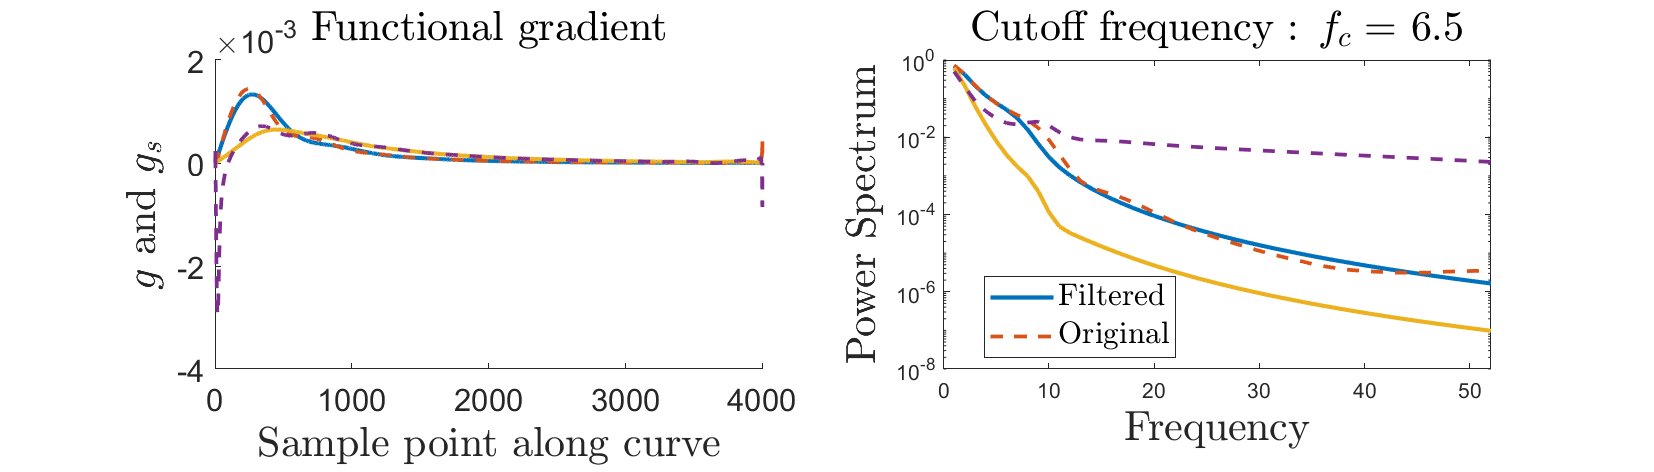 ×10⁻³ Functional gradient
2
0
-2
-4
g and gₛ
0 1000 2000 3000 4000
Sample point along curve
Cutoff frequency : f_c = 6.5
10⁰
10⁻²
10⁻⁴
10⁻⁶
10⁻⁸
Power Spectrum
Filtered
Original
0 10 20 30 40 50
Frequency